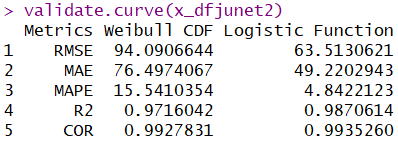 > validate.curve(x_dfjunet2)
Metrics Weibull CDF Logistic Function
1 RMSE 94.0906644 63.5130621
2 MAE 76.4974067 49.2202943
3 MAPE 15.5410354 4.8422123
4 R2 0.9716042 0.9870614
5 COR 0.9927831 0.9935260